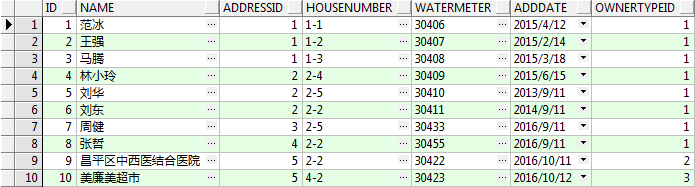 ID NAME ADDRESSID HOUSENUMBER WATERMETER ADDDATE OWNERTYPEID
1 1 范冰 ... 1 1-1 ... 30406 ... 2015/4/12 1
2 2 王强 ... 1 1-2 ... 30407 ... 2015/2/14 1
3 3 马腾 ... 1 1-3 ... 30408 ... 2015/3/18 1
4 4 林小玲 ... 2 2-4 ... 30409 ... 2015/6/15 1
5 5 刘华 ... 2 2-5 ... 30410 ... 2013/9/11 1
6 6 刘东 ... 2 2-2 ... 30411 ... 2014/9/11 1
7 7 周健 ... 3 2-5 ... 30433 ... 2016/9/11 1
8 8 张哲 ... 4 2-2 ... 30455 ... 2016/9/11 1
9 9 昌平区中西医结合医院 ... 5 2-2 ... 30422 ... 2016/10/11 2
10 10 美廉美超市 ... 5 4-2 ... 30423 ... 2016/10/12 3